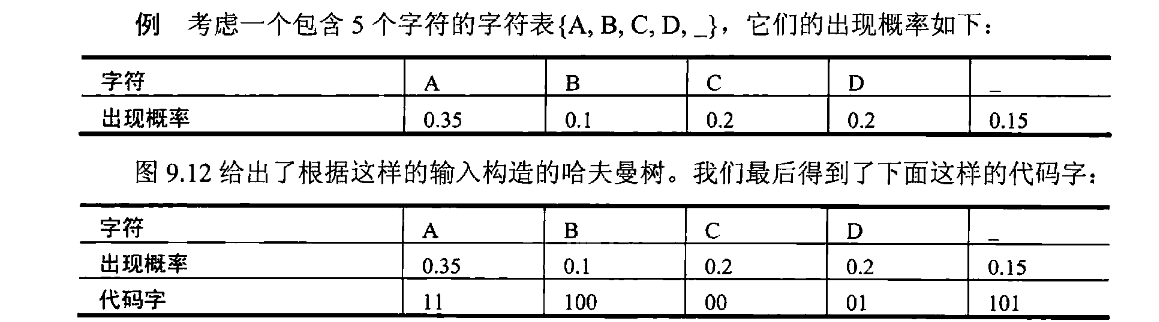 例 考虑一个包含 5 个字符的字符表{A, B, C, D, _}，它们的出现概率如下：
字符 A B C D _
出现概率 0.35 0.1 0.2 0.2 0.15
图 9.12 给出了根据这样的输入构造的哈夫曼树。我们最后得到了下面这样的代码字：
字符 A B C D _
出现概率 0.35 0.1 0.2 0.2 0.15
代码字 11 100 00 01 101